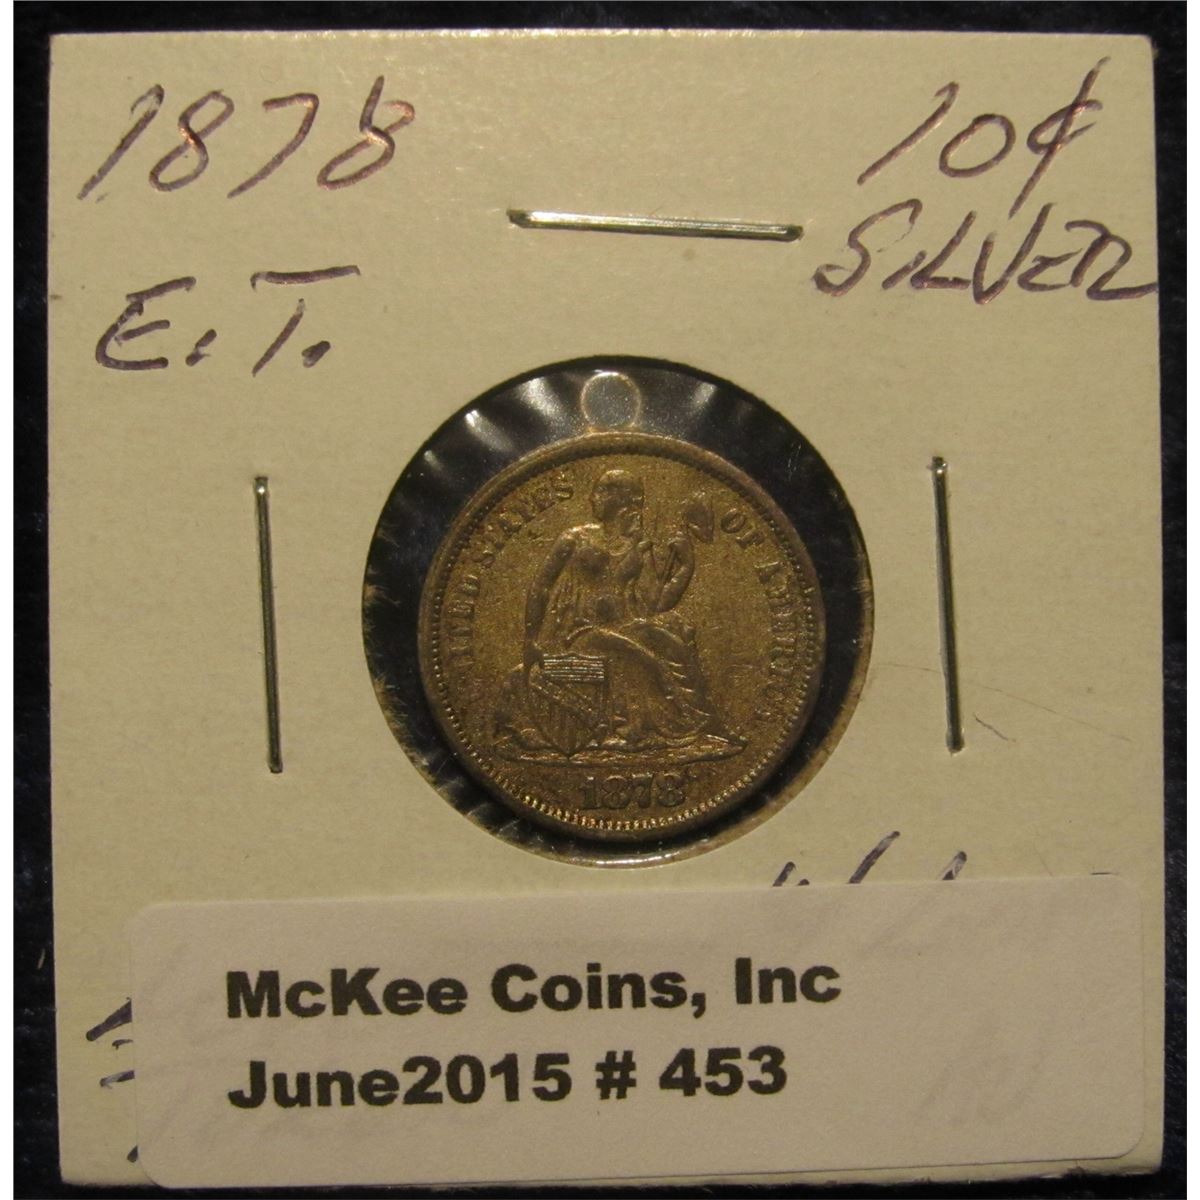 1878
10¢
SILVER
E.T.
UNITED STATES OF AMERICA
1878
McKee Coins, Inc
June2015 # 453